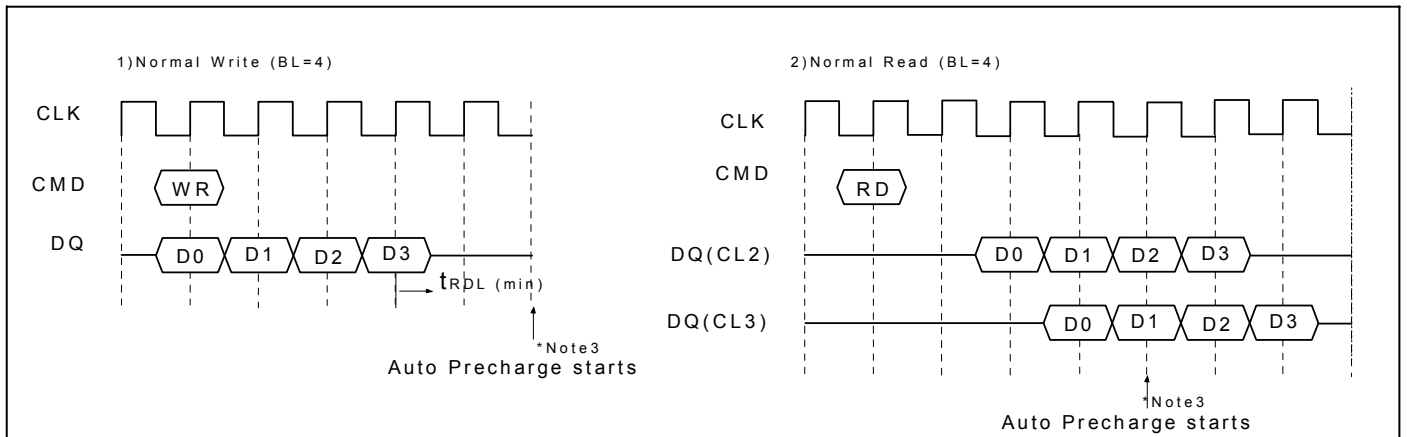 1)Normal Write (BL=4)
CLK
CMD
WR
DQ
D0 D1 D2 D3
tRDL (min)
*Note3
Auto Precharge starts
2)Normal Read (BL=4)
CLK
CMD
RD
DQ(CL2)
D0 D1 D2 D3
DQ(CL3)
D0 D1 D2 D3
*Note3
Auto Precharge starts